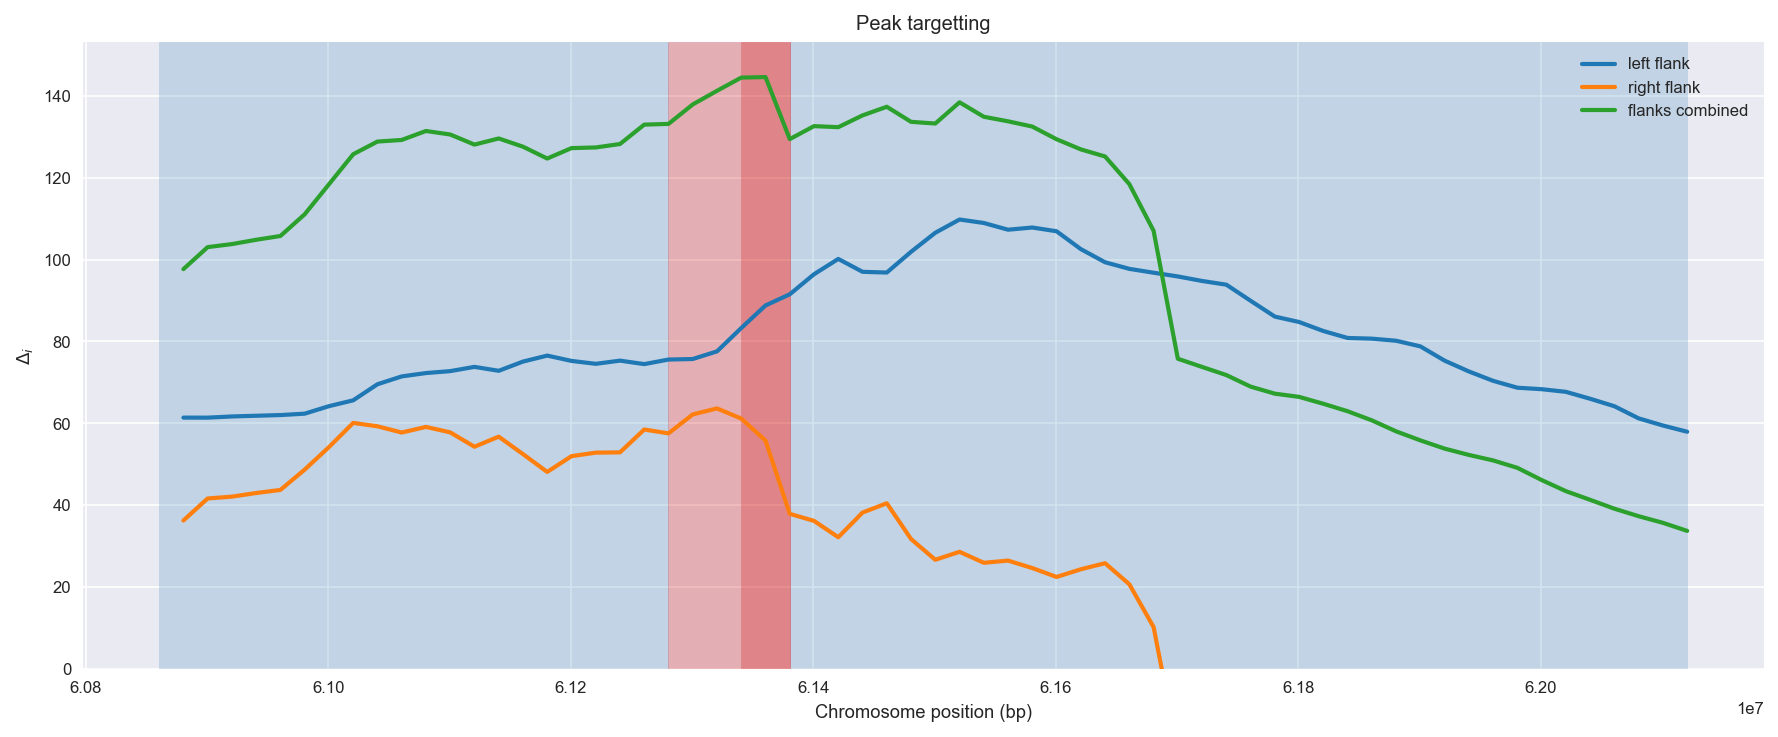 Peak targetting
left flank
right flank
flanks combined
140
120
100
80
60
40
20
0
Δi
6.08 6.10 6.12 6.14 6.16 6.18 6.20
1e7
Chromosome position (bp)